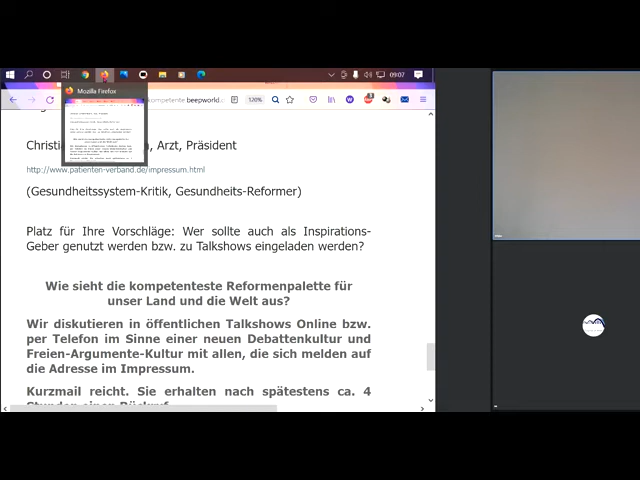 09:07
Mozilla Firefox
kompetente.beepworld.
120%
Christi , Arzt, Präsident
http://www.patienten-verband.de/impressum.html
(Gesundheitssystem-Kritik, Gesundheits-Reformer)
Platz für Ihre Vorschläge: Wer sollte auch als Inspirations-
Geber genutzt werden bzw. zu Talkshows eingeladen werden?
Wie sieht die kompetenteste Reformenpalette für
unser Land und die Welt aus?
Wir diskutieren in öffentlichen Talkshows Online bzw.
per Telefon im Sinne einer neuen Debattenkultur und
Freien-Argumente-Kultur mit allen, die sich melden auf
die Adresse im Impressum.
Kurzmail reicht. Sie erhalten nach spätestens ca. 4
Stunden einen Rückruf